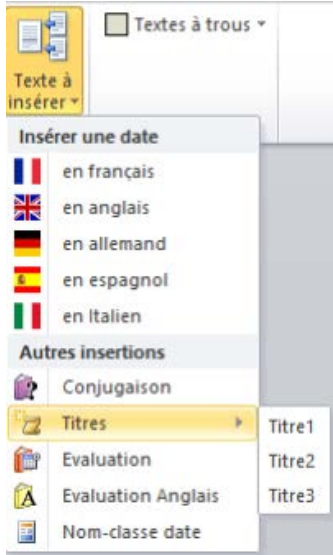 Textes à trous
Texte à
insérer
Insérer une date
en français
en anglais
en allemand
en espagnol
en Italien
Autres insertions
Conjugaison
Titres
Titre1
Titre2
Titre3
Evaluation
Evaluation Anglais
Nom-classe date